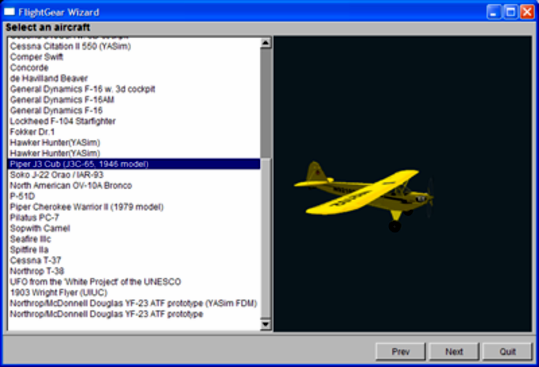 FlightGear Wizard
Select an aircraft
Cessna Citation II 550 (YASim)
Comper Swift
Concorde
de Havilland Beaver
General Dynamics F-16 w. 3d cockpit
General Dynamics F-16AM
General Dynamics F-16
Lockheed F-104 Starfighter
Fokker Dr.1
Hawker Hunter(YASim)
Hawker Hunter(YASim)
Piper J3 Cub (J3C-65, 1946 model)
Soko J-22 Orao / IAR-93
North American OV-10A Bronco
P-51D
Piper Cherokee Warrior II (1979 model)
Pilatus PC-7
Sopwith Camel
Seafire IIIc
Spitfire IIa
Cessna T-37
Northrop T-38
UFO from the 'White Project' of the UNESCO
1903 Wright Flyer (UIUC)
Northrop/McDonnell Douglas YF-23 ATF prototype (YASim FDM)
Northrop/McDonnell Douglas YF-23 ATF prototype
Prev
Next
Quit